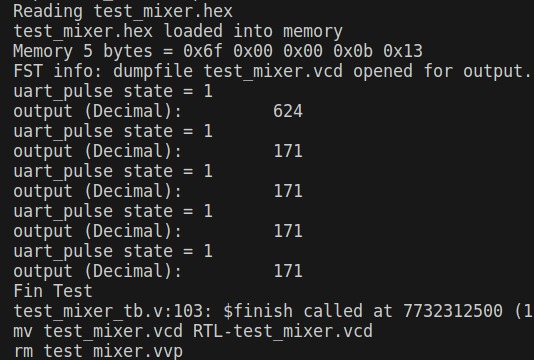 Reading test_mixer.hex
test_mixer.hex loaded into memory
Memory 5 bytes = 0x6f 0x00 0x00 0x0b 0x13
FST info: dumpfile test_mixer.vcd opened for output.
uart_pulse state = 1
output (Decimal):         624
uart_pulse state = 1
output (Decimal):         171
uart_pulse state = 1
output (Decimal):         171
uart_pulse state = 1
output (Decimal):         171
uart_pulse state = 1
output (Decimal):         171
Fin Test
test_mixer_tb.v:103: $finish called at 7732312500 (1
mv test_mixer.vcd RTL-test_mixer.vcd
rm test_mixer.vvp